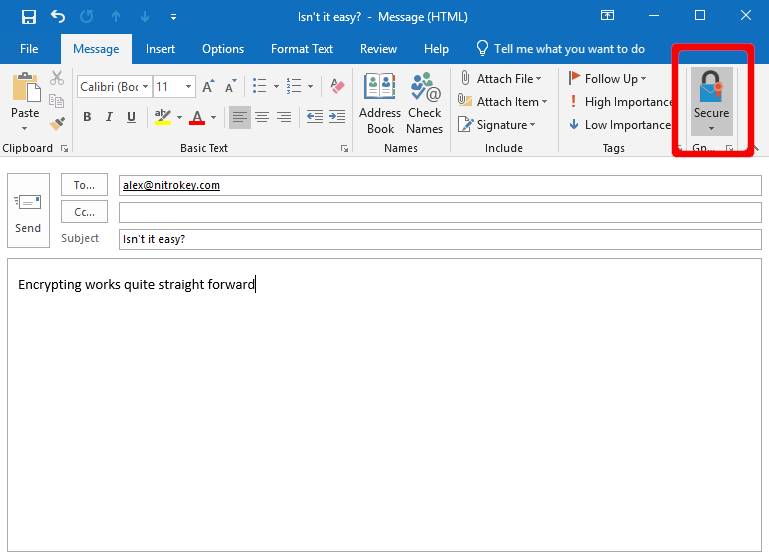 Isn't it easy? - Message (HTML)
File Message Insert Options Format Text Review Help Tell me what you want to do
Paste
Clipboard
Calibri (Boc 11
B I U
Basic Text
Address Book
Check Names
Names
Attach File
Attach Item
Signature
Include
Follow Up
High Importance
Low Importance
Tags
Secure
Gp...
Send
To... alex@nitrokey.com
Cc...
Subject Isn't it easy?
Encrypting works quite straight forward